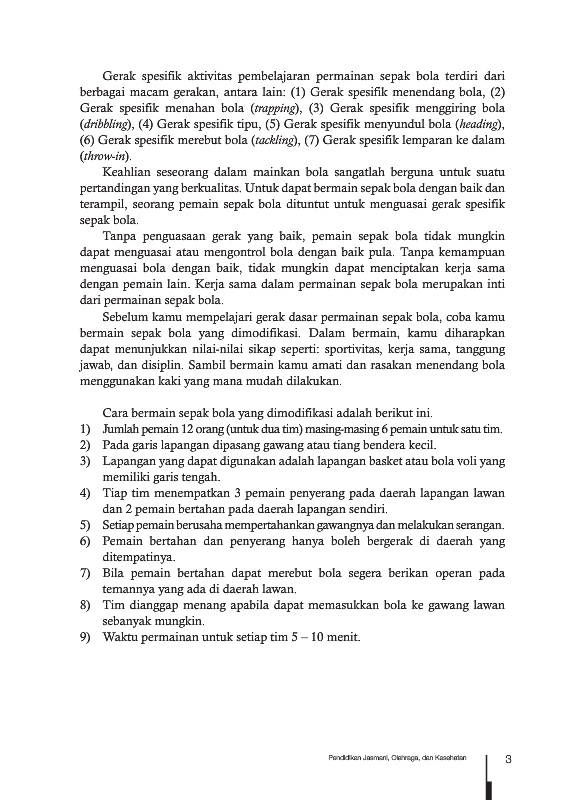 Gerak spesifik aktivitas pembelajaran permainan sepak bola terdiri dari
berbagai macam gerakan, antara lain: (1) Gerak spesifik menendang bola, (2)
Gerak spesifik menahan bola (trapping), (3) Gerak spesifik menggiring bola
(dribbling), (4) Gerak spesifik tipu, (5) Gerak spesifik menyundul bola (heading),
(6) Gerak spesifik merebut bola (tackling), (7) Gerak spesifik lemparan ke dalam
(throw-in).
Keahlian seseorang dalam mainkan bola sangatlah berguna untuk suatu
pertandingan yang berkualitas. Untuk dapat bermain sepak bola dengan baik dan
terampil, seorang pemain sepak bola dituntut untuk menguasai gerak spesifik
sepak bola.
Tanpa penguasaan gerak yang baik, pemain sepak bola tidak mungkin
dapat menguasai atau mengontrol bola dengan baik pula. Tanpa kemampuan
menguasai bola dengan baik, tidak mungkin dapat menciptakan kerja sama
dengan pemain lain. Kerja sama dalam permainan sepak bola merupakan inti
dari permainan sepak bola.
Sebelum kamu mempelajari gerak dasar permainan sepak bola, coba kamu
bermain sepak bola yang dimodifikasi. Dalam bermain, kamu diharapkan
dapat menunjukkan nilai-nilai sikap seperti: sportivitas, kerja sama, tanggung
jawab, dan disiplin. Sambil bermain kamu amati dan rasakan menendang bola
menggunakan kaki yang mana mudah dilakukan.
Cara bermain sepak bola yang dimodifikasi adalah berikut ini.
1) Jumlah pemain 12 orang (untuk dua tim) masing-masing 6 pemain untuk satu tim.
2) Pada garis lapangan dipasang gawang atau tiang bendera kecil.
3) Lapangan yang dapat digunakan adalah lapangan basket atau bola voli yang
memiliki garis tengah.
4) Tiap tim menempatkan 3 pemain penyerang pada daerah lapangan lawan
dan 2 pemain bertahan pada daerah lapangan sendiri.
5) Setiap pemain berusaha mempertahankan gawangnya dan melakukan serangan.
6) Pemain bertahan dan penyerang hanya boleh bergerak di daerah yang
ditempatinya.
7) Bila pemain bertahan dapat merebut bola segera berikan operan pada
temannya yang ada di daerah lawan.
8) Tim dianggap menang apabila dapat memasukkan bola ke gawang lawan
sebanyak mungkin.
9) Waktu permainan untuk setiap tim 5 – 10 menit.
Pendidikan Jasmani, Olahraga, dan Kesehatan 3